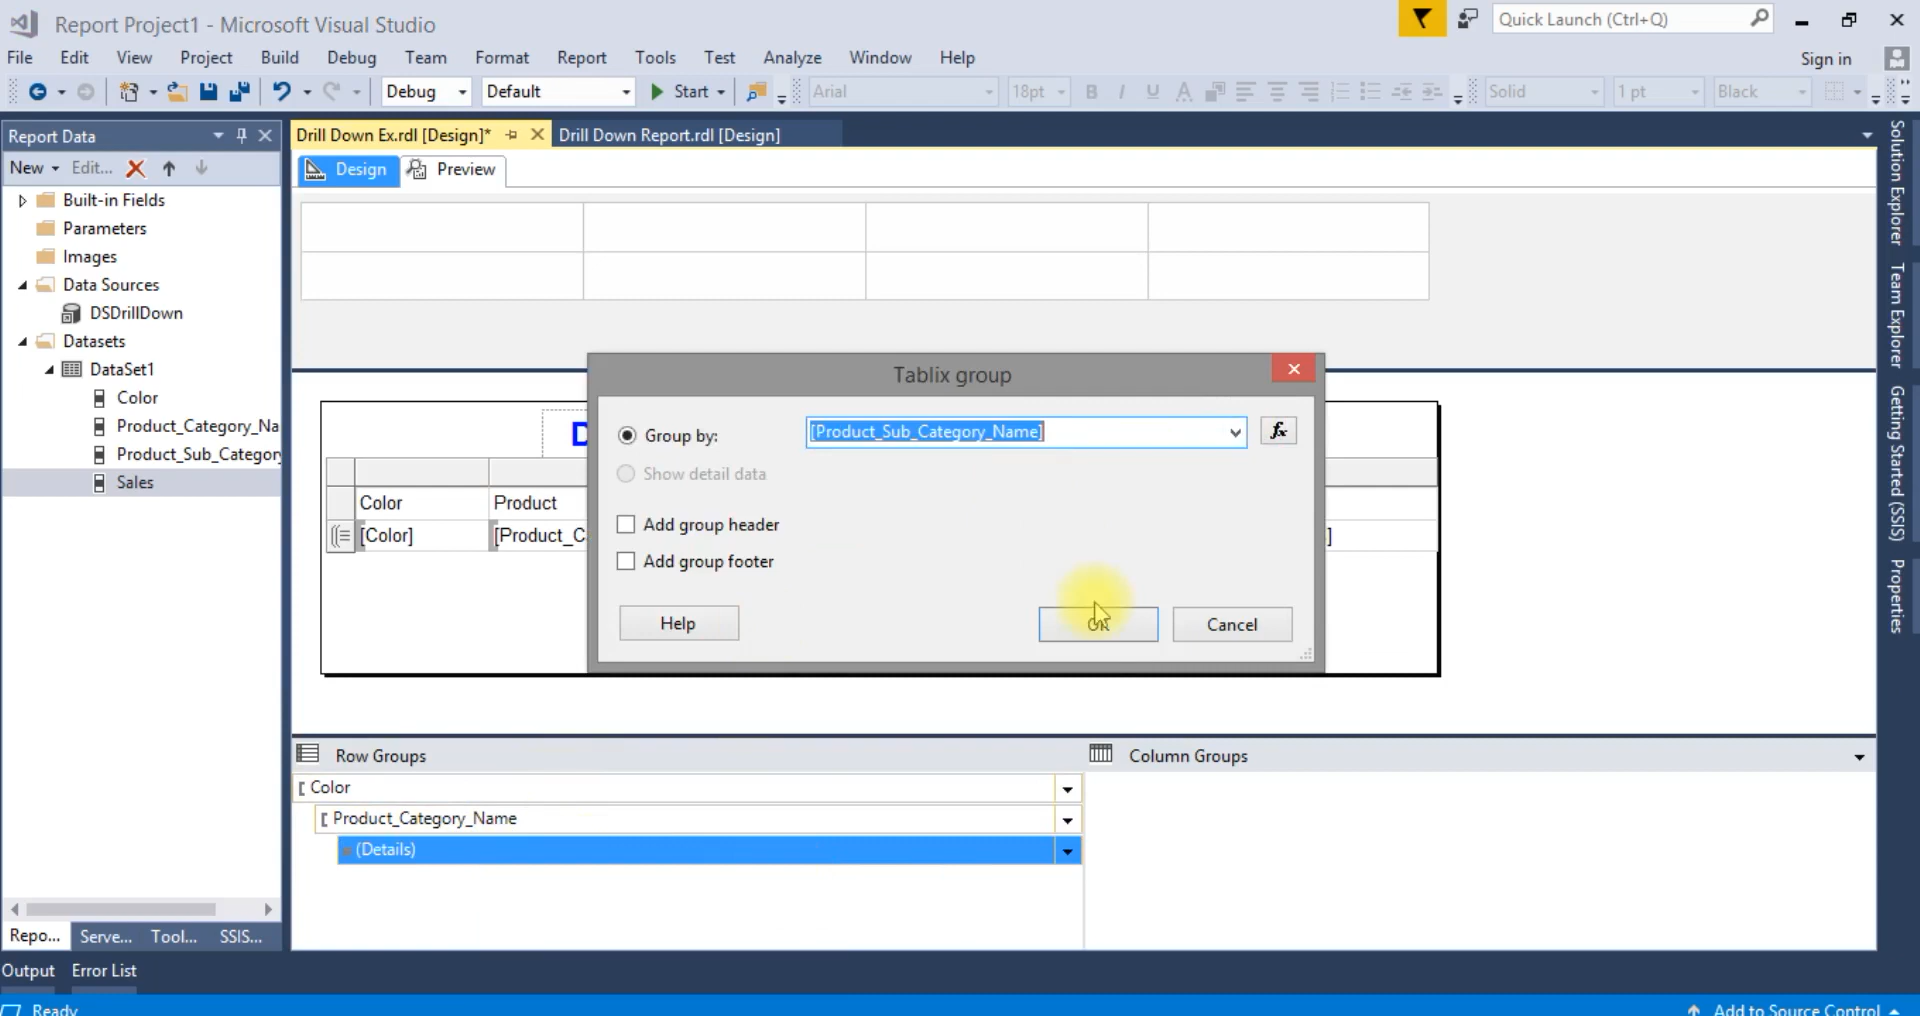 Report Project1 - Microsoft Visual Studio
Quick Launch (Ctrl+Q)
File Edit View Project Build Debug Team Format Report Tools Test Analyze Window Help
Sign in
Debug Default Start Arial 18pt B I U A Solid 1 pt Black
Report Data
Drill Down Ex.rdl [Design]* Drill Down Report.rdl [Design]
New Edit...
Design Preview
Built-in Fields
Parameters
Images
Data Sources
DSDrillDown
Datasets
DataSet1
Color
Product_Category_Na
Product_Sub_Category
Sales
Tablix group
Group by: [Product_Sub_Category_Name] fx
Show detail data
Add group header
Add group footer
Help OK Cancel
D
Color Product
[Color] [Product_C ]
Row Groups
Color
Product_Category_Name
(Details)
Column Groups
Solution Explorer
Team Explorer
Getting Started (SSIS)
Properties
Repo... Serve... Tool... SSIS...
Output Error List
Ready
Add to Source Control